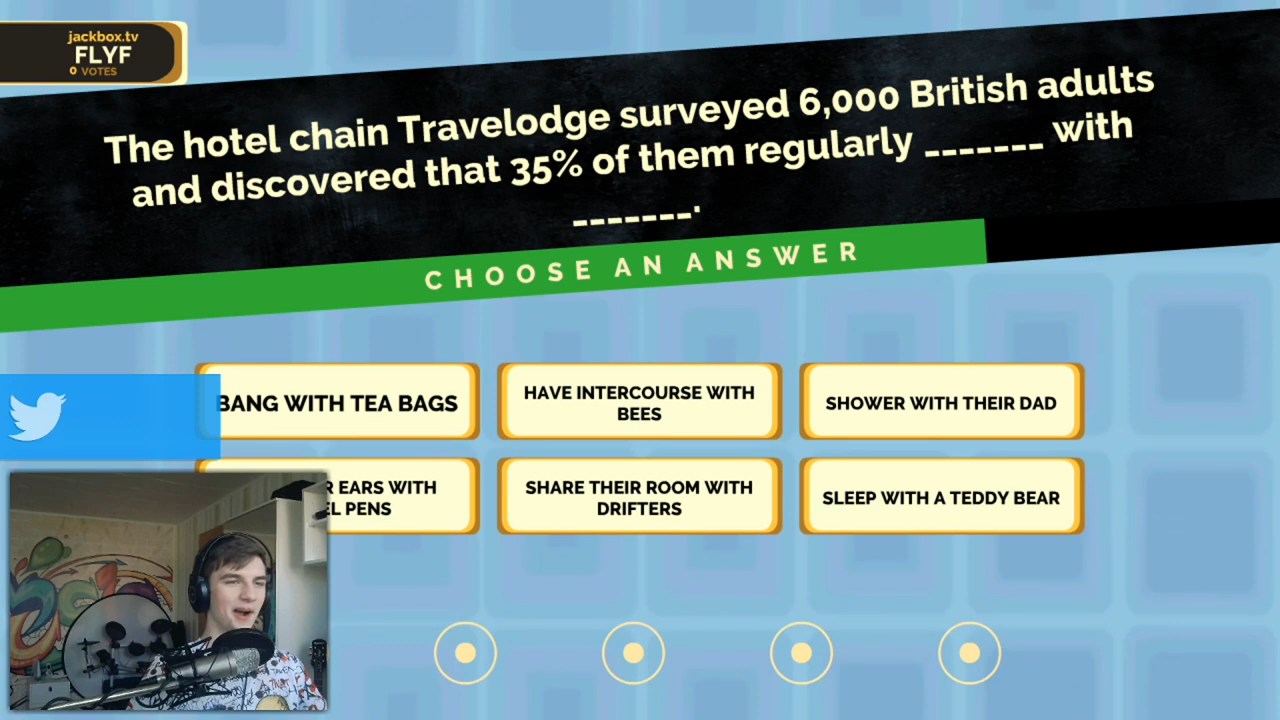 jackbox.tv
FLYF
0 VOTES
The hotel chain Travelodge surveyed 6,000 British adults
and discovered that 35% of them regularly _______ with
_______.
CHOOSE AN ANSWER
BANG WITH TEA BAGS
HAVE INTERCOURSE WITH
BEES
SHOWER WITH THEIR DAD
EARS WITH
PENS
SHARE THEIR ROOM WITH
DRIFTERS
SLEEP WITH A TEDDY BEAR